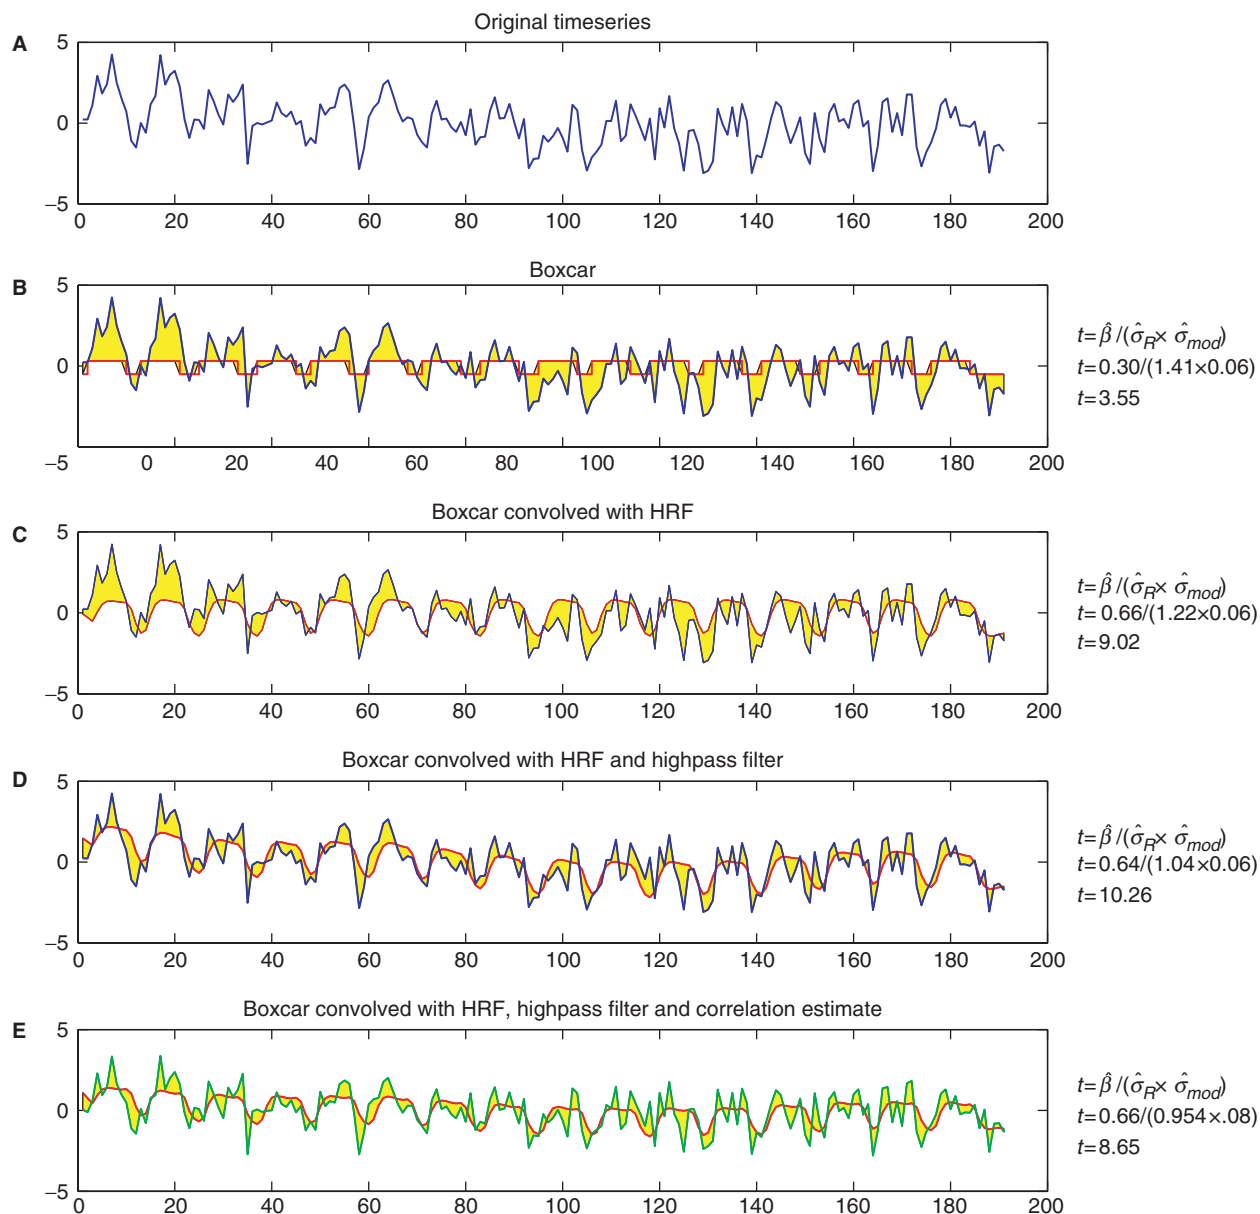 Original timeseries
A
5
0
−5
0 20 40 60 80 100 120 140 160 180 200
Boxcar
B
5
0
−5
0 20 40 60 80 100 120 140 160 180 200
t=β̂/(σ̂R× σ̂mod)
t=0.30/(1.41×0.06)
t=3.55
Boxcar convolved with HRF
C
5
0
−5
0 20 40 60 80 100 120 140 160 180 200
t=β̂/(σ̂R× σ̂mod)
t= 0.66/(1.22×0.06)
t=9.02
Boxcar convolved with HRF and highpass filter
D
5
0
−5
0 20 40 60 80 100 120 140 160 180 200
t=β̂/(σ̂R× σ̂mod)
t=0.64/(1.04×0.06)
t=10.26
Boxcar convolved with HRF, highpass filter and correlation estimate
E
5
0
−5
0 20 40 60 80 100 120 140 160 180 200
t=β̂/(σ̂R× σ̂mod)
t=0.66/(0.954×.08)
t=8.65